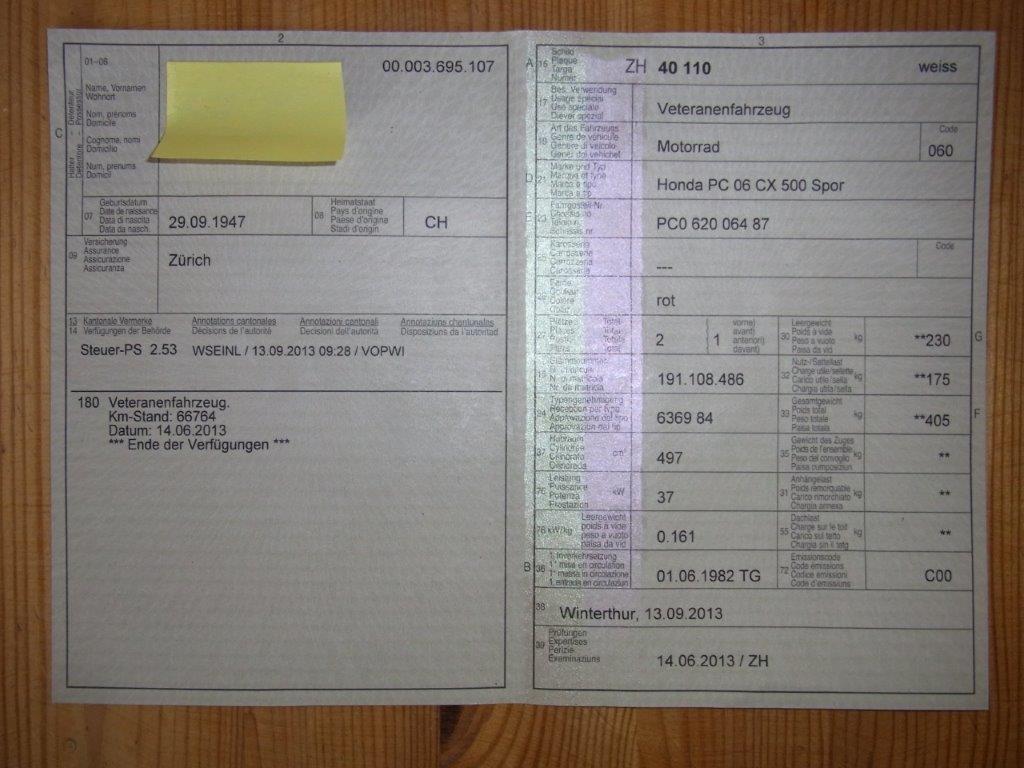 2
01-06
00.003.695.107
C
Halter Détenteur
Detentore Possessur
Name, Vornamen
Wohnort
Nom, prénoms
Domicile
Cognome, nomi
Domicilio
Num, prenums
Domicil
07
Geburtsdatum
Date de naissance
Data di nascita
Data da nasch.
29.09.1947
08
Heimatstaat
Pays d'origine
Paese d'origine
Stadi d'origin
CH
09
Versicherung
Assurance
Assicurazione
Assicuranza
Zürich
13 Kantonale Vermerke Annotations cantonales Annotazioni cantonali Annotaziuns chantunalas
14 Verfügungen der Behörde Décisions de l'autorité Decisioni dell'autorità Disposiziuns da l'autoritad
Steuer-PS 2.53 WSEINL / 13.09.2013 09:28 / VOPWI
180 Veteranenfahrzeug.
Km-Stand: 66764
Datum: 14.06.2013
*** Ende der Verfügungen ***
3
A
Schild
Plaque
Targa
Numer
ZH 40 110 weiss
17
Bes. Verwendung
Usage spécial
Uso speciale
Diever spezial
Veteranenfahrzeug
Art des Fahrzeugs
Genre de véhicule
Genere di veicolo
Gener dal vehichel
Motorrad
Code
060
D
21
Marke und Typ
Marque et type
Marca e tipo
Marca e tip
Honda PC 06 CX 500 Spor
E
Fahrgestell-Nr.
Châssis no
Telaio n.
Schassis nr.
PC0 620 064 87
Karosserie
Carrosserie
Carrozzeria
Carossaria
---
Code
Farbe
Couleur
Colore
Colur
rot
27
Plätze Total
Places Total
Posti Totale
Plazs Total
2
1
vorne)
avant)
anteriori)
davant)
30
Leergewicht
Poids à vide
Peso a vuoto
Paisa da vid
kg
**230
G
Stammnummer
N. di matricola
Nr. da matricla
191.108.486
32
Nutz-/Sattellast
Charge utile/sellette
Carico utile/sella
Chargia utila/sella
kg
**175
Typengenehmigung
Réception par type
Approvazione del tipo
Approvaziun dal tip
6369 84
33
Gesamtgewicht
Poids total
Peso totale
Paisa totala
kg
**405
F
37
Hubraum
Cylindrée
Cilindrata
Cilindrada
cm³
497
35
Gewicht des Zuges
Poids de l'ensemble
Peso del convoglio
Paisa cumposiziun
kg
**
76
Leistung
Puissance
Potenza
Prestaziun
kW
37
31
Anhängelast
Poids remorquable
Carico rimorchiato
Chargia annexa
kg
**
78 kW/kg
Leergewicht
poids à vide
peso a vuoto
paisa da vid
0.161
55
Dachlast
Charge sur le toit
Carico sul tetto
Chargia sin il tetg
kg
**
B
36
1. Inverkehrsetzung
1re mise en circulation
1a messa in circolazione
1. entrada en circulaziun
01.06.1982 TG
72
Emissionscode
Code émissions
Codice emissioni
Code d'emissiuns
C00
38
Winterthur, 13.09.2013
39
Prüfungen
Expertises
Perizie
Examinaziuns
14.06.2013 / ZH